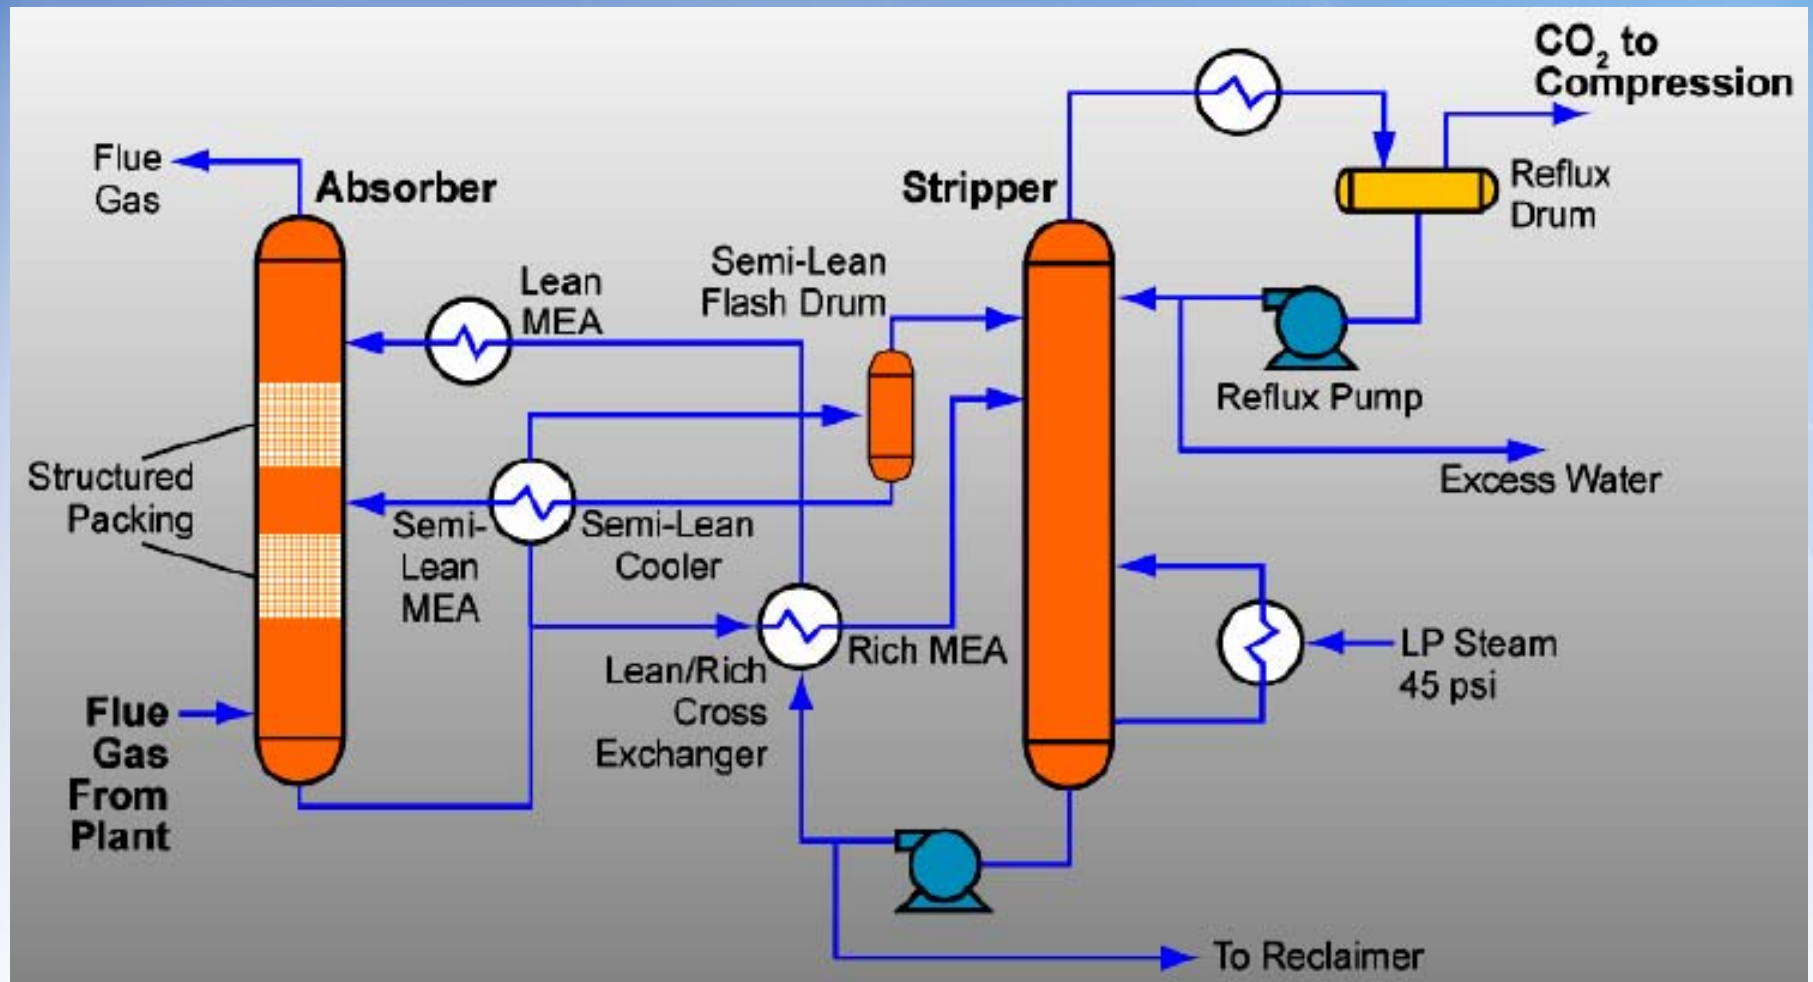 CO₂ to
Compression
Flue
Gas
Absorber
Stripper
Reflux
Drum
Lean
MEA
Semi-Lean
Flash Drum
Reflux Pump
Structured
Packing
Excess Water
Semi-
Lean
MEA
Semi-Lean
Cooler
Rich MEA
Lean/Rich
Cross
Exchanger
LP Steam
45 psi
Flue
Gas
From
Plant
To Reclaimer